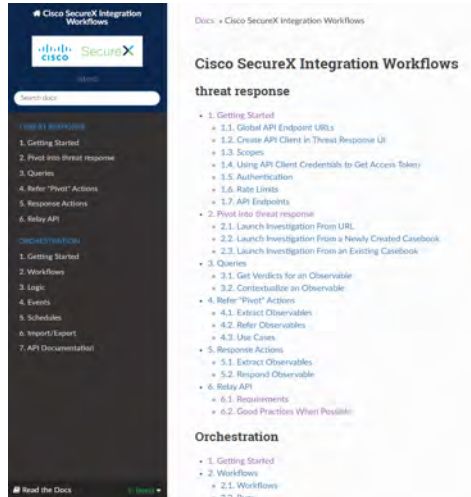 Cisco SecureX Integration
Workflows
CISCO SecureX
Search docs
THREAT RESPONSE
1. Getting Started
2. Pivot into threat response
3. Queries
4. Refer "Pivot" Actions
5. Response Actions
6. Relay API
ORCHESTRATION
1. Getting Started
2. Workflows
3. Logic
4. Events
5. Schedules
6. Import/Export
7. API Documentation
Read the Docs
Docs » Cisco SecureX Integration Workflows
Cisco SecureX Integration Workflows
threat response
1. Getting Started
1.1. Global API Endpoint URLs
1.2. Create API Client in Threat Response UI
1.3. Scopes
1.4. Using API Client Credentials to Get Access Token
1.5. Authentication
1.6. Rate Limits
1.7. API Endpoints
2. Pivot into threat response
2.1. Launch Investigation From URL
2.2. Launch Investigation From a Newly Created Casebook
2.3. Launch Investigation From an Existing Casebook
3. Queries
3.1. Get Verdicts for an Observable
3.2. Contextualize an Observable
4. Refer "Pivot" Actions
4.1. Extract Observables
4.2. Refer Observables
4.3. Use Cases
5. Response Actions
5.1. Extract Observables
5.2. Respond Observable
6. Relay API
6.1. Requirements
6.2. Good Practices When Possible
Orchestration
1. Getting Started
2. Workflows
2.1. Workflows